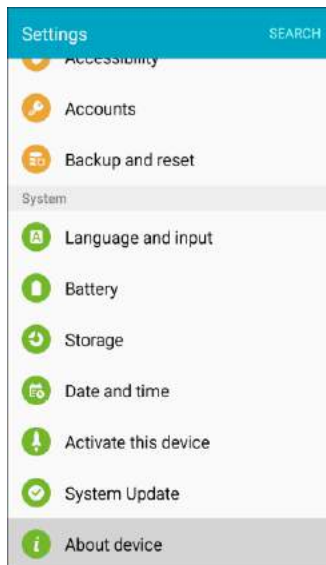 Settings SEARCH
Accessibility
Accounts
Backup and reset
System
Language and input
Battery
Storage
Date and time
Activate this device
System Update
About device